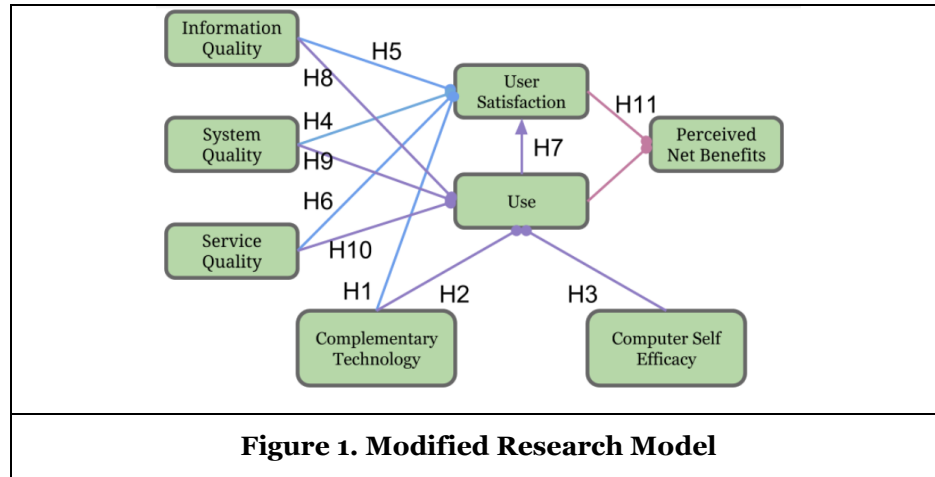 Information
Quality
H5
H8
User
Satisfaction
H11
H4
System
Quality
Perceived
Net Benefits
H9
H7
H6
Use
Service
Quality
H10
H1
H2
H3
Complementary
Technology
Computer Self
Efficacy
Figure 1. Modified Research Model